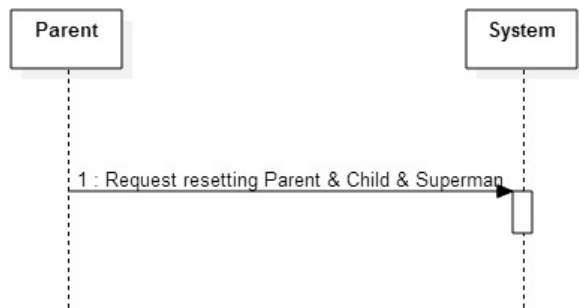 Parent
System
1 : Request resetting Parent & Child & Superman